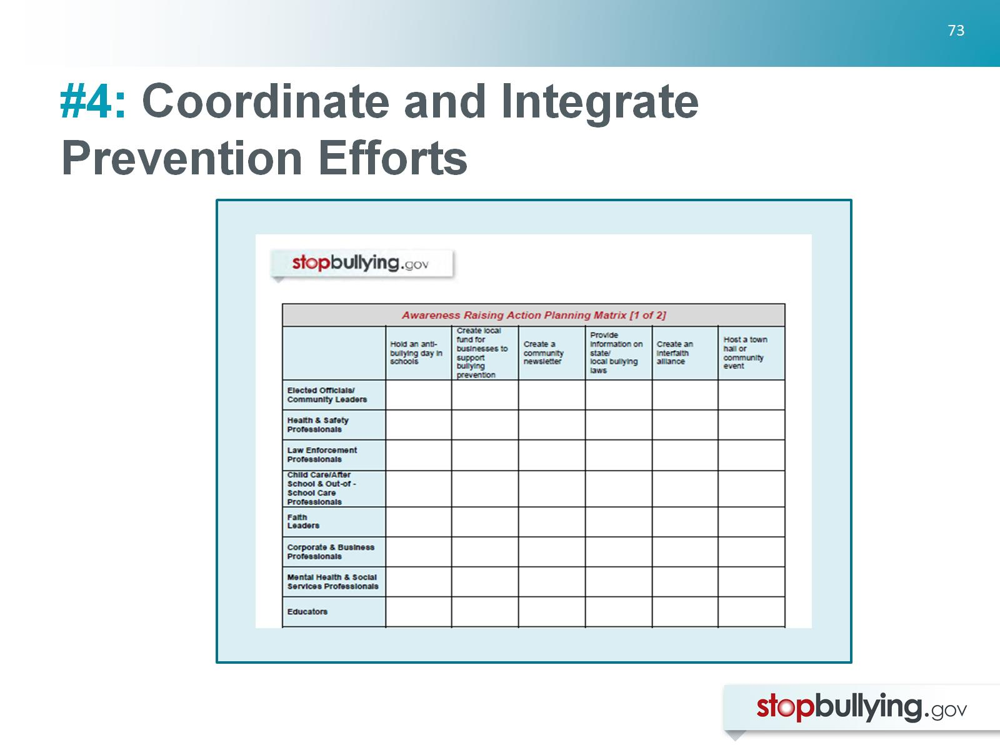 73
#4: Coordinate and Integrate
Prevention Efforts
stopbullying.gov
Awareness Raising Action Planning Matrix [1 of 2]
Hold an anti-
bullying day in
schools
Create local
fund for
businesses to
support
bullying
prevention
Create a
community
newsletter
Provide
information on
state/
local bullying
laws
Create an
interfaith
alliance
Host a town
hall or
community
event
Elected Officials/
Community Leaders
Health & Safety
Professionals
Law Enforcement
Professionals
Child Care/After
School & Out-of -
School Care
Professionals
Faith
Leaders
Corporate & Business
Professionals
Mental Health & Social
Services Professionals
Educators
stopbullying.gov